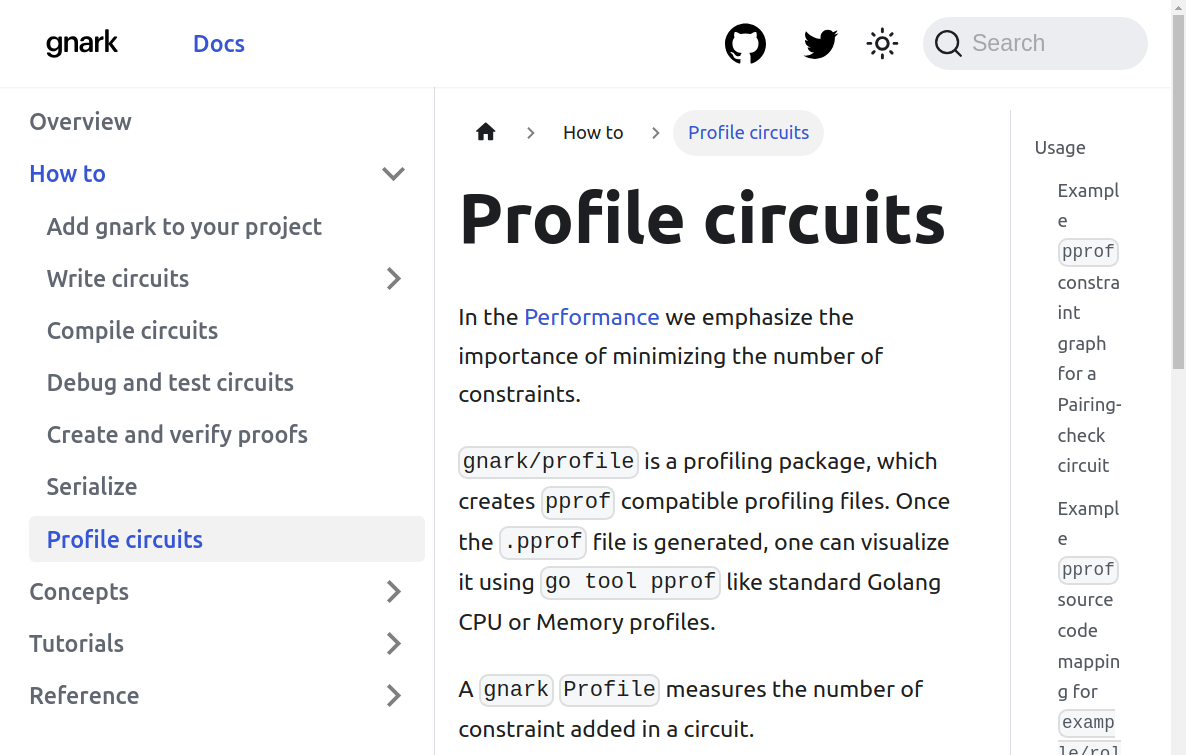 gnark
Docs
Search
Overview
How to
Add gnark to your project
Write circuits
Compile circuits
Debug and test circuits
Create and verify proofs
Serialize
Profile circuits
Concepts
Tutorials
Reference
How to
Profile circuits
Profile circuits
In the Performance we emphasize the
importance of minimizing the number of
constraints.
gnark/profile is a profiling package, which
creates pprof compatible profiling files. Once
the .pprof file is generated, one can visualize
it using go tool pprof like standard Golang
CPU or Memory profiles.
A gnark Profile measures the number of
constraint added in a circuit.
Usage
Exampl
e
pprof
constra
int
graph
for a
Pairing-
check
circuit
Exampl
e
pprof
source
code
mappin
g for
examp
le/rol